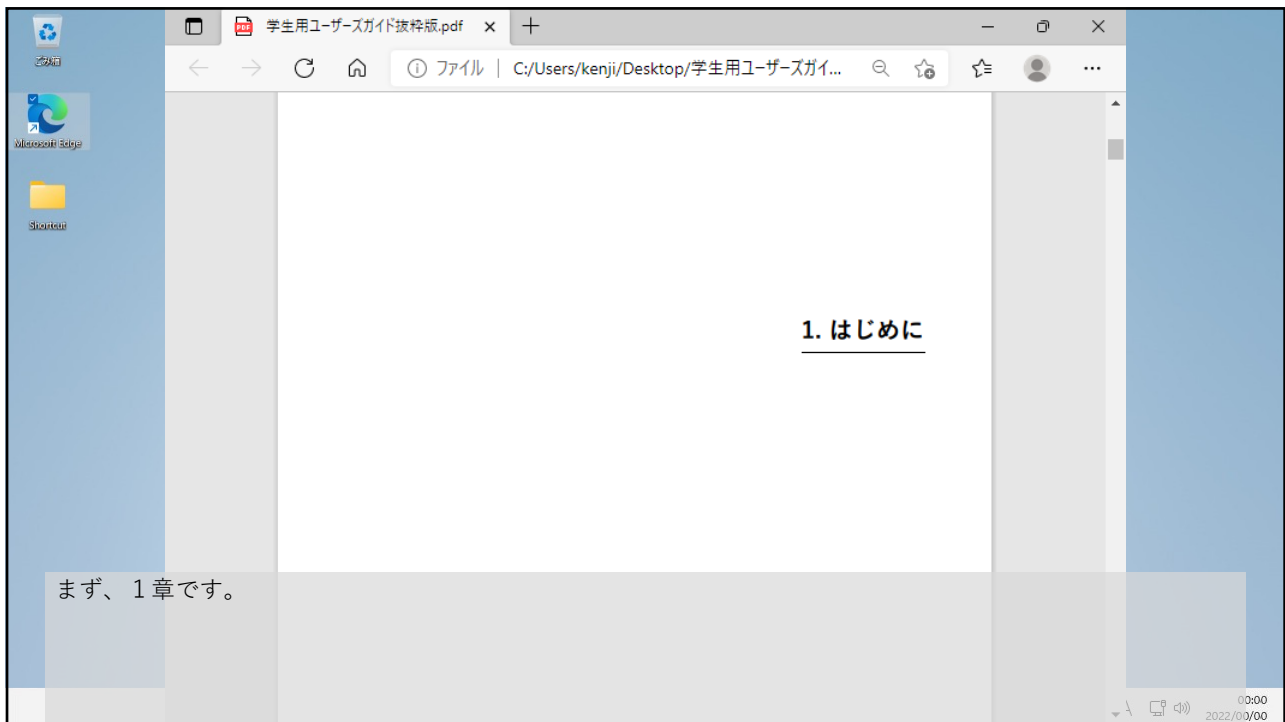 ごみ箱
Microsoft Edge
Shortcut
学生用ユーザーズガイド抜粋版.pdf
ファイル | C:/Users/kenji/Desktop/学生用ユーザーズガイ...
1. はじめに
まず、１章です。
00:00
2022/00/00